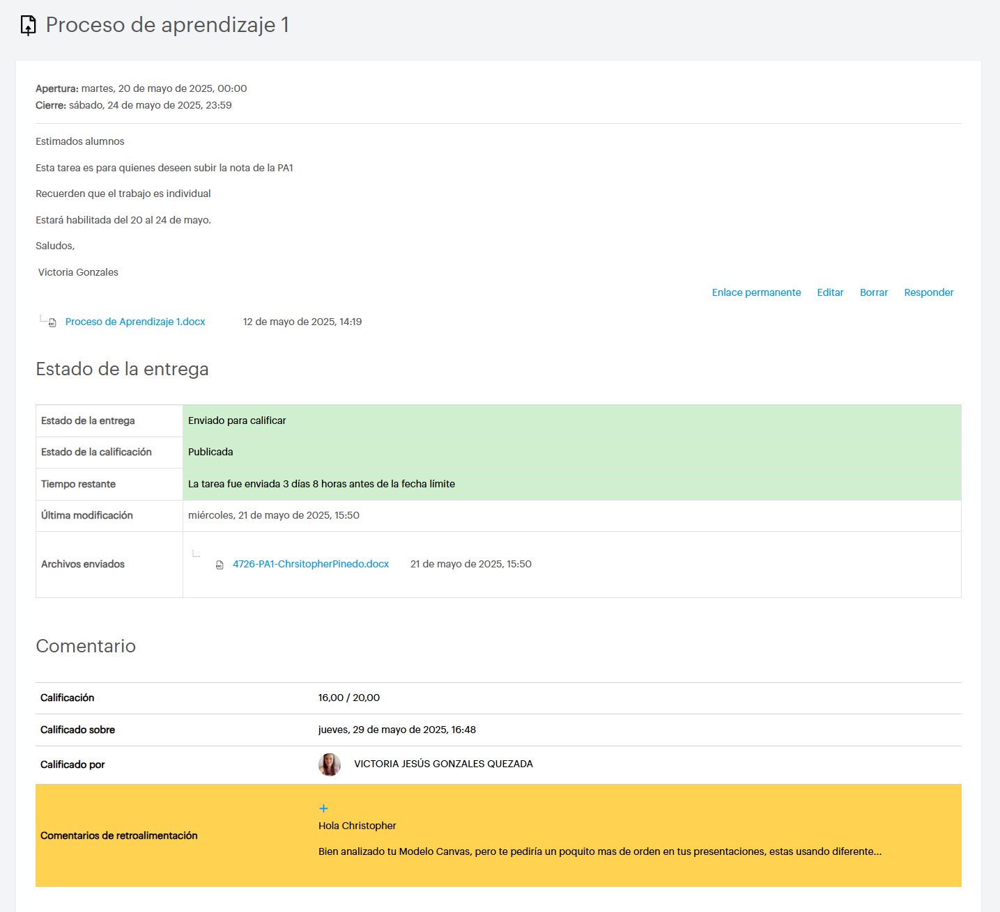 Proceso de aprendizaje 1
Apertura: martes, 20 de mayo de 2025, 00:00
Cierre: sábado, 24 de mayo de 2025, 23:59
Estimados alumnos
Esta tarea es para quienes deseen subir la nota de la PA1
Recuerden que el trabajo es individual
Estará habilitada del 20 al 24 de mayo.
Saludos,
Victoria Gonzales
Enlace permanente Editar Borrar Responder
Proceso de Aprendizaje 1.docx 12 de mayo de 2025, 14:19
Estado de la entrega
Estado de la entrega Enviado para calificar
Estado de la calificación Publicada
Tiempo restante La tarea fue enviada 3 días 8 horas antes de la fecha límite
Última modificación miércoles, 21 de mayo de 2025, 15:50
Archivos enviados 4726-PA1-ChrsitopherPinedo.docx 21 de mayo de 2025, 15:50
Comentario
Calificación 16,00 / 20,00
Calificado sobre jueves, 29 de mayo de 2025, 16:48
Calificado por VICTORIA JESÚS GONZALES QUEZADA
Comentarios de retroalimentación
+
Hola Christopher
Bien analizado tu Modelo Canvas, pero te pediría un poquito mas de orden en tus presentaciones, estas usando diferente...